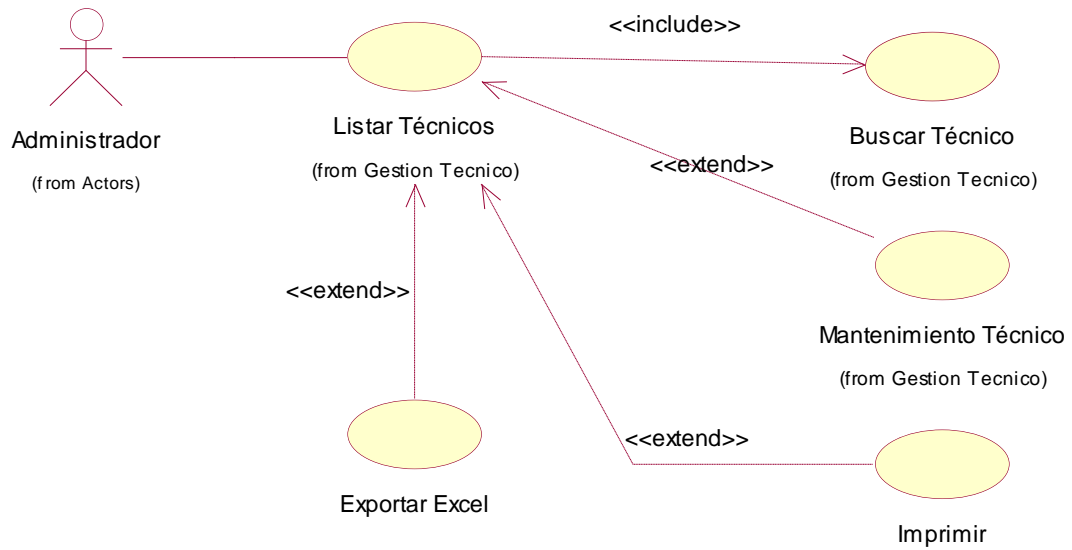 <<include>>
Administrador
(from Actors)
Listar Técnicos
(from Gestion Tecnico)
Buscar Técnico
(from Gestion Tecnico)
<<extend>>
<<extend>>
Mantenimiento Técnico
(from Gestion Tecnico)
<<extend>>
Exportar Excel
Imprimir